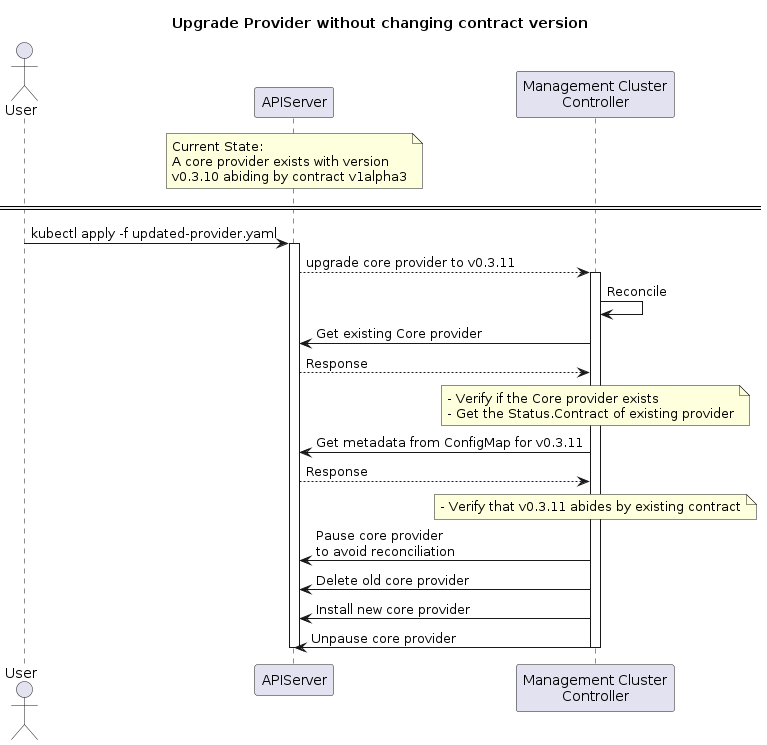 Upgrade Provider without changing contract version
User
APIServer
Management Cluster
Controller
Current State:
A core provider exists with version
v0.3.10 abiding by contract v1alpha3
kubectl apply -f updated-provider.yaml
upgrade core provider to v0.3.11
Reconcile
Get existing Core provider
Response
- Verify if the Core provider exists
- Get the Status.Contract of existing provider
Get metadata from ConfigMap for v0.3.11
Response
- Verify that v0.3.11 abides by existing contract
Pause core provider
to avoid reconciliation
Delete old core provider
Install new core provider
Unpause core provider
User
APIServer
Management Cluster
Controller